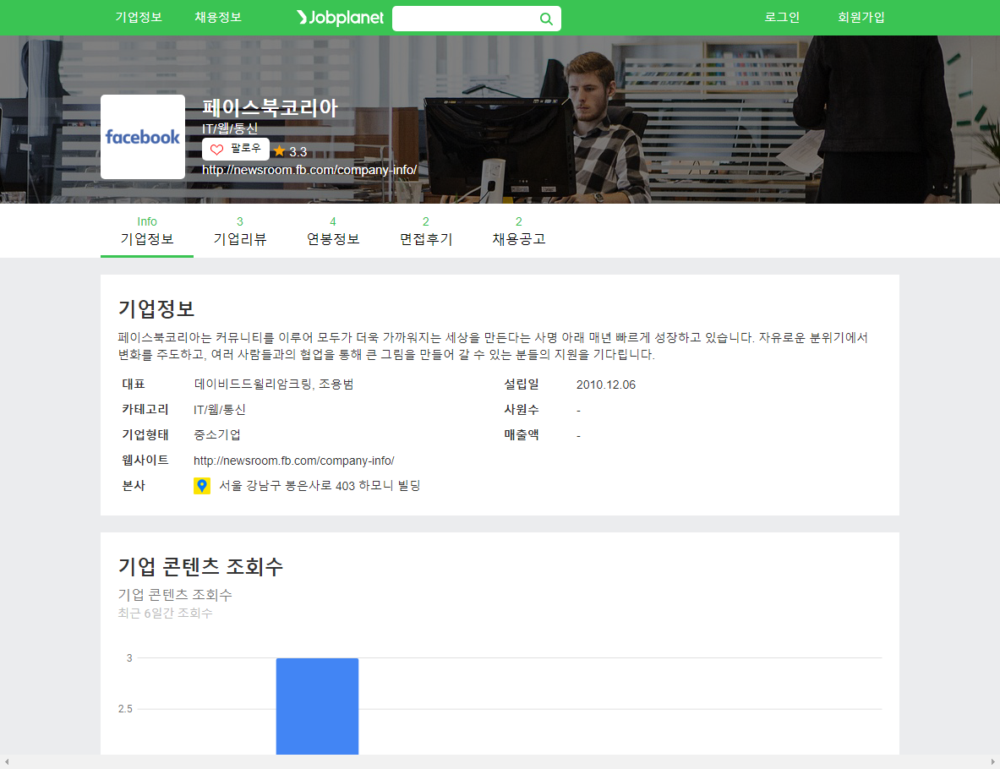 기업정보 채용정보 Jobplanet 로그인 회원가입
facebook
페이스북코리아
IT/웹/통신
팔로우 3.3
http://newsroom.fb.com/company-info/
Info 3 4 2 2
기업정보 기업리뷰 연봉정보 면접후기 채용공고
기업정보
페이스북코리아는 커뮤니티를 이루어 모두가 더욱 가까워지는 세상을 만든다는 사명 아래 매년 빠르게 성장하고 있습니다. 자유로운 분위기에서
변화를 주도하고, 여러 사람들과의 협업을 통해 큰 그림을 만들어 갈 수 있는 분들의 지원을 기다립니다.
대표 데이비드드윌리암크링, 조용범 설립일 2010.12.06
카테고리 IT/웹/통신 사원수 -
기업형태 중소기업 매출액 -
웹사이트 http://newsroom.fb.com/company-info/
본사 서울 강남구 봉은사로 403 하모니 빌딩
기업 콘텐츠 조회수
기업 콘텐츠 조회수
최근 6일간 조회수
3
2.5